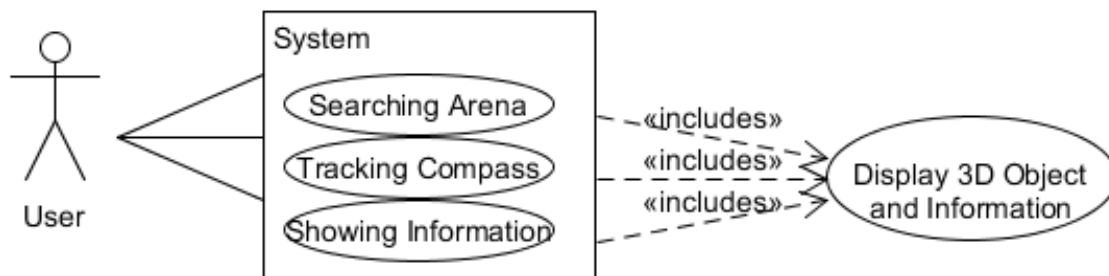 System
Searching Arena
«includes»
Tracking Compass
«includes»
Display 3D Object
and Information
Showing Information
«includes»
User